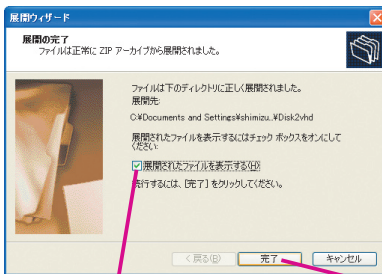 展開ウィザード
展開の完了
ファイルは正常に ZIP アーカイブから展開されました。
ファイルは下のディレクトリに正しく展開されました。
展開先:
C:¥Documents and Settings¥shimizu...¥Disk2vhd
展開されたファイルを表示するにはチェック ボックスをオンにして
ください:
展開されたファイルを表示する(H)
続行するには、[完了] をクリックしてください。
< 戻る(B)
完了
キャンセル